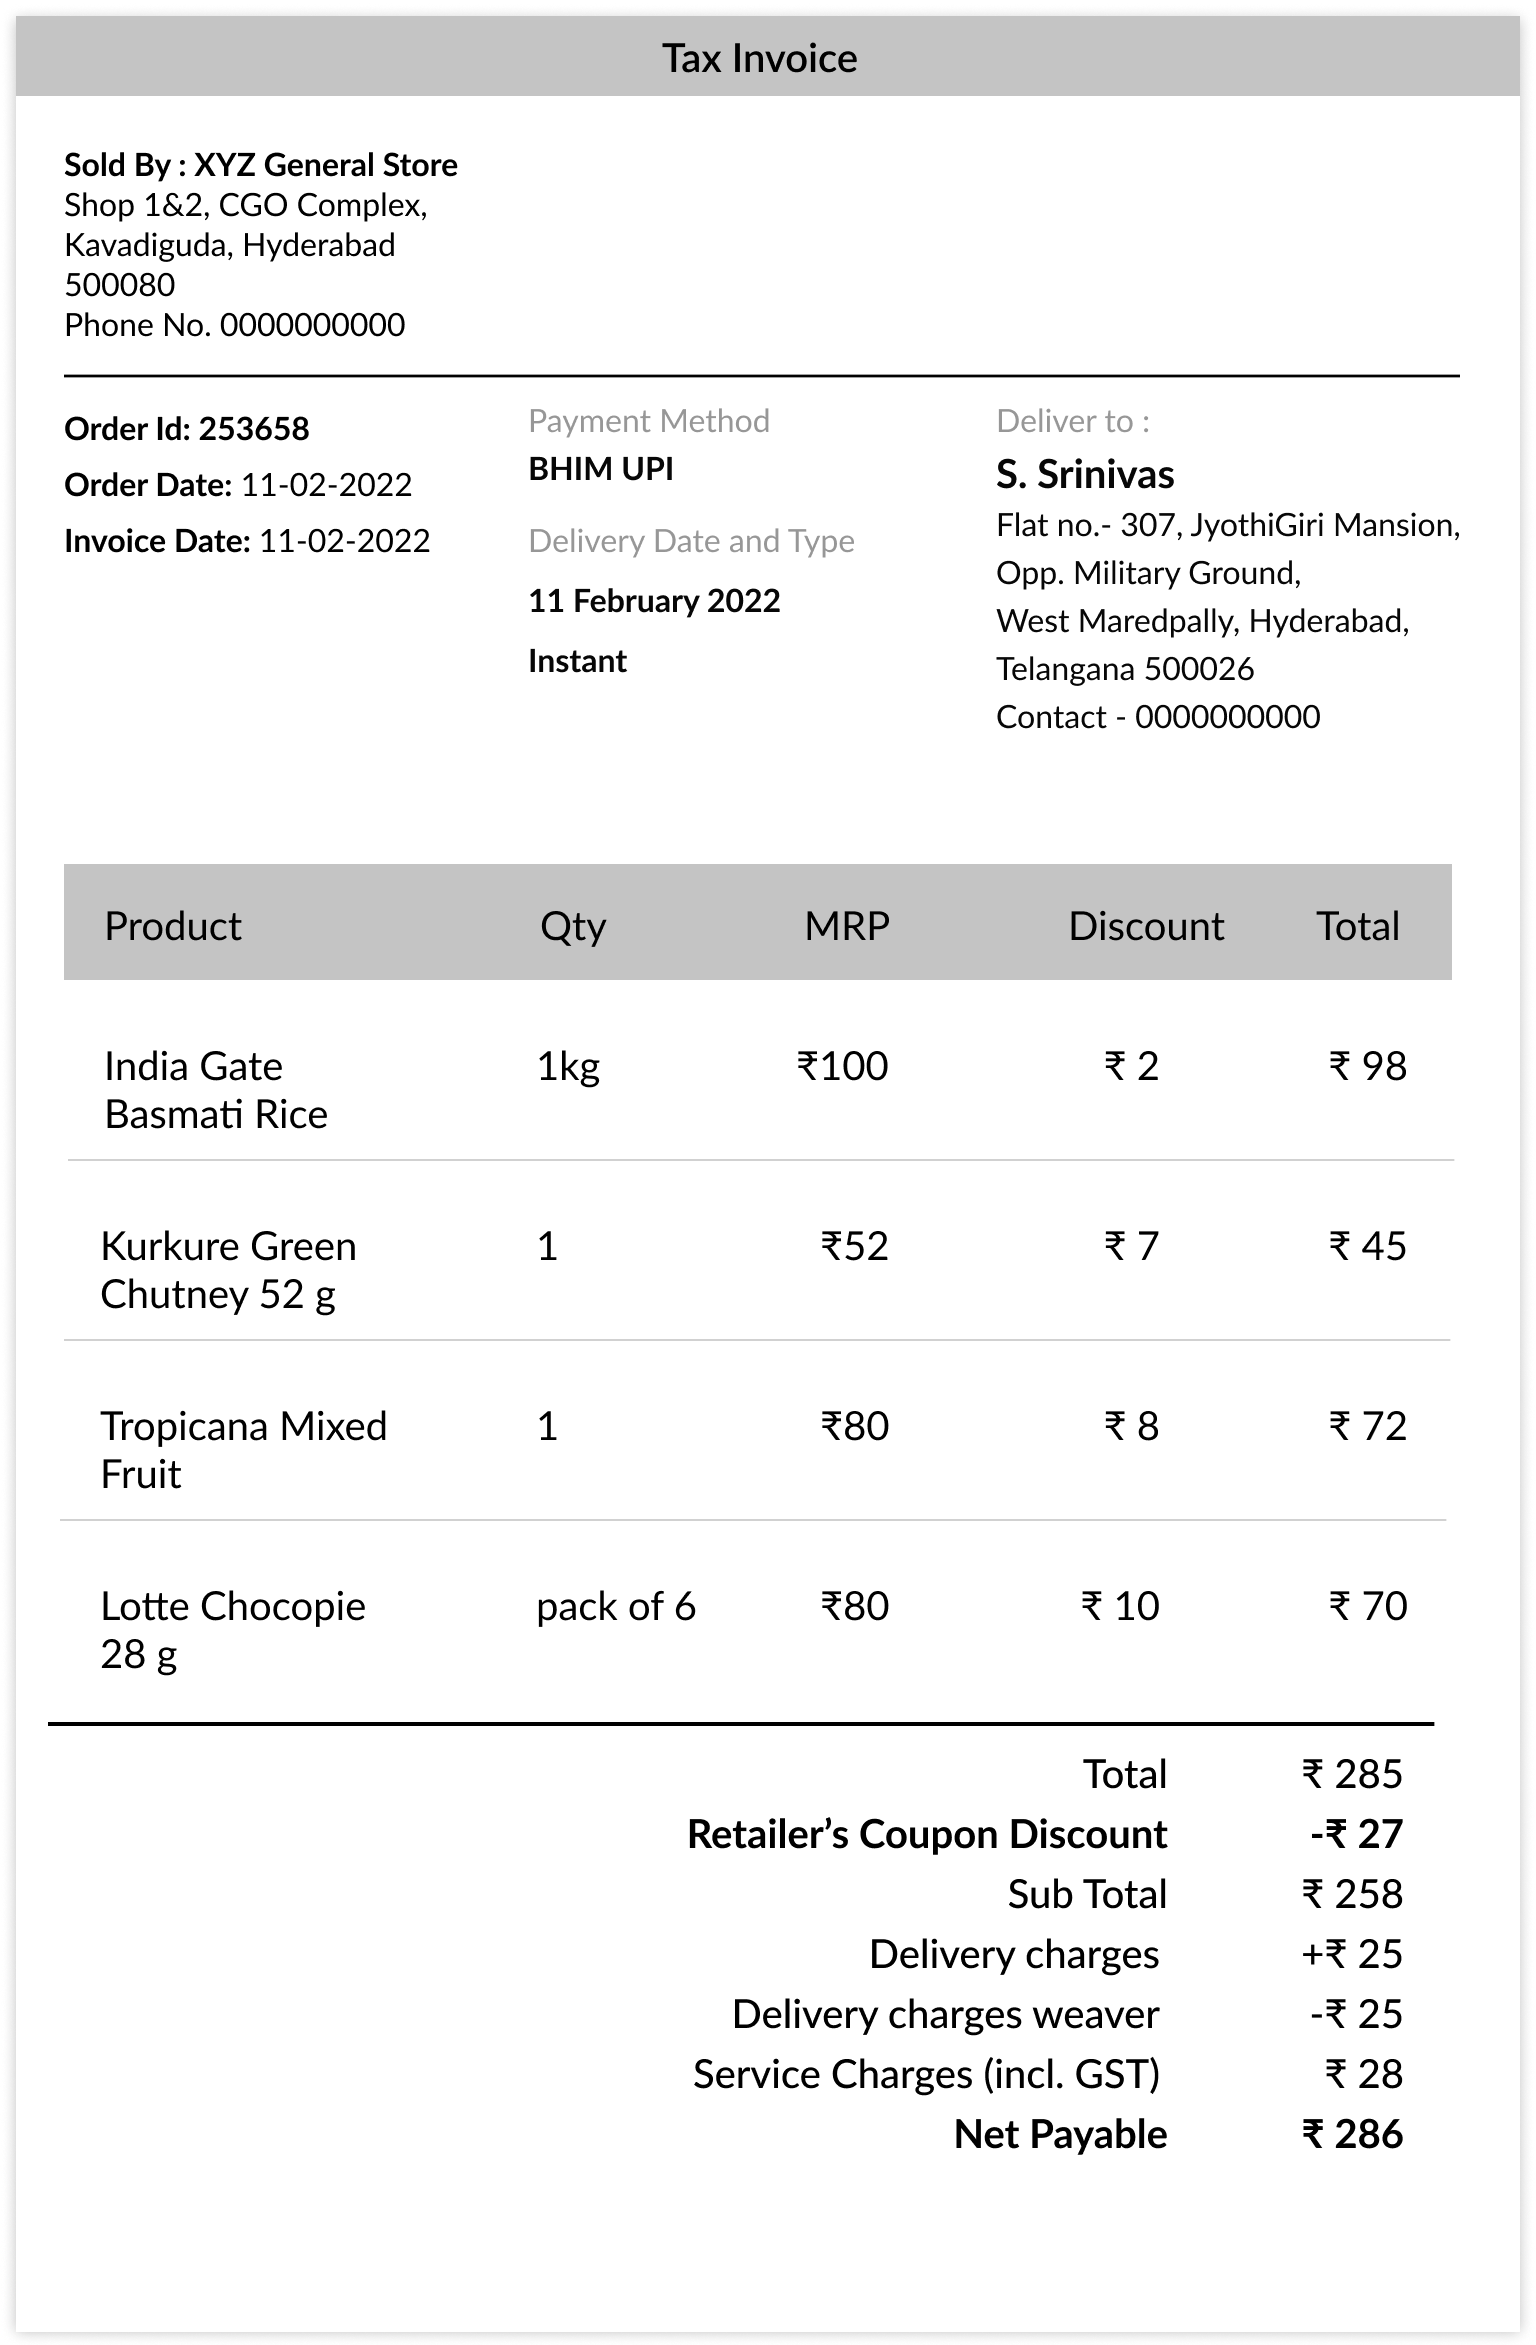 Tax Invoice
Sold By : XYZ General Store
Shop 1&2, CGO Complex,
Kavadiguda, Hyderabad
500080
Phone No. 0000000000
Order Id: 253658
Order Date: 11-02-2022
Invoice Date: 11-02-2022
Payment Method
BHIM UPI
Delivery Date and Type
11 February 2022
Instant
Deliver to :
S. Srinivas
Flat no.- 307, JyothiGiri Mansion,
Opp. Military Ground,
West Maredpally, Hyderabad,
Telangana 500026
Contact - 0000000000
Product Qty MRP Discount Total
India Gate 1kg ₹100 ₹ 2 ₹ 98
Basmati Rice
Kurkure Green 1 ₹52 ₹ 7 ₹ 45
Chutney 52 g
Tropicana Mixed 1 ₹80 ₹ 8 ₹ 72
Fruit
Lotte Chocopie pack of 6 ₹80 ₹ 10 ₹ 70
28 g
Total ₹ 285
Retailer’s Coupon Discount -₹ 27
Sub Total ₹ 258
Delivery charges +₹ 25
Delivery charges weaver -₹ 25
Service Charges (incl. GST) ₹ 28
Net Payable ₹ 286